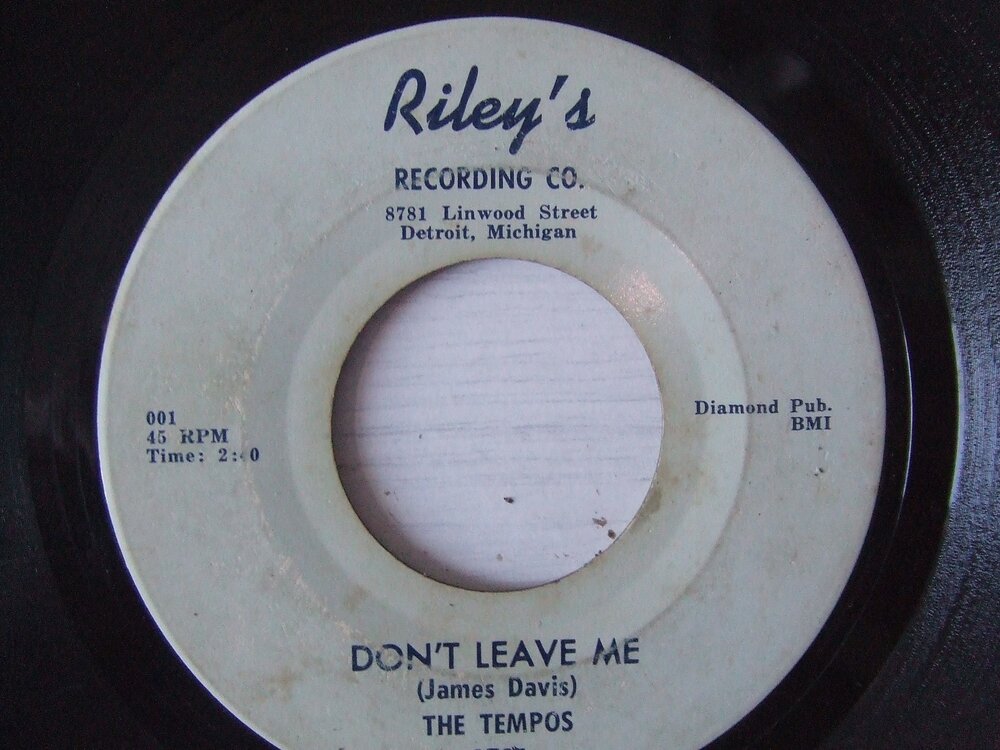 Riley's
RECORDING CO.
8781 Linwood Street
Detroit, Michigan
001
45 RPM
Time: 2:40
Diamond Pub.
BMI
DON'T LEAVE ME
(James Davis)
THE TEMPOS